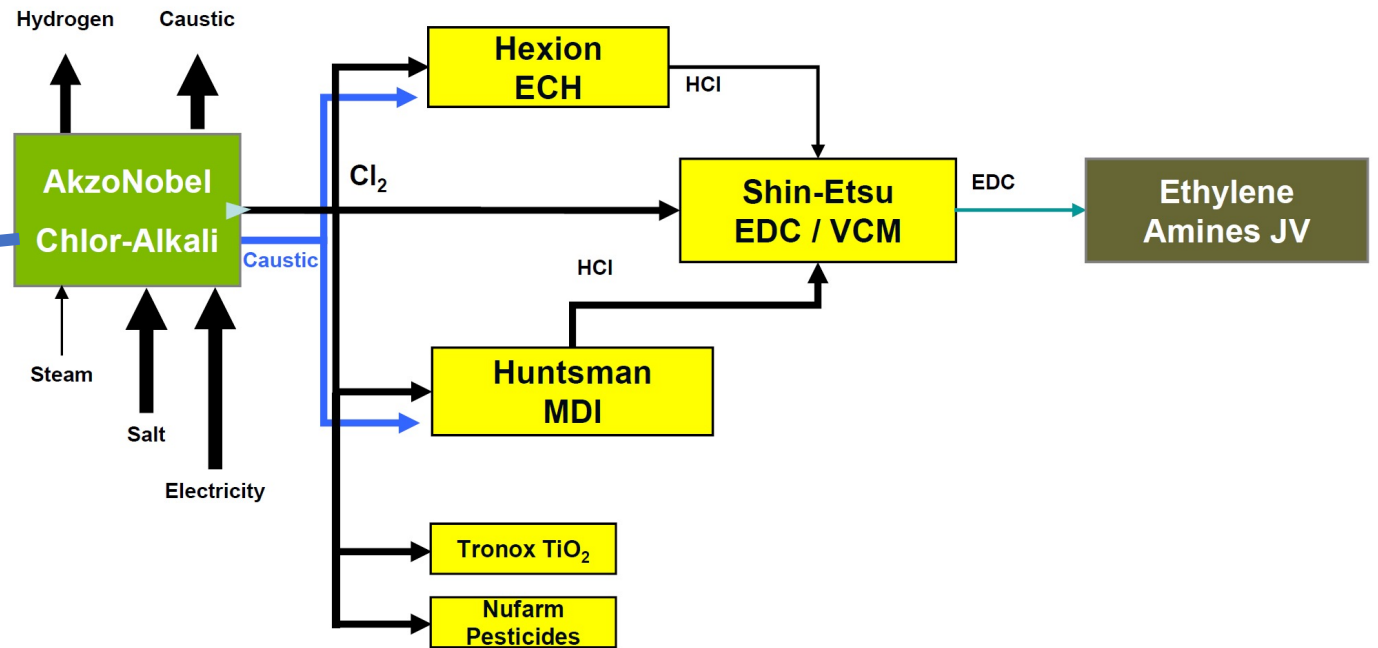 Hydrogen
Caustic
Hexion
ECH
HCl
AkzoNobel
Chlor-Alkali
Cl₂
Caustic
Shin-Etsu
EDC / VCM
EDC
Ethylene
Amines JV
HCl
Steam
Salt
Electricity
Huntsman
MDI
Tronox TiO₂
Nufarm
Pesticides